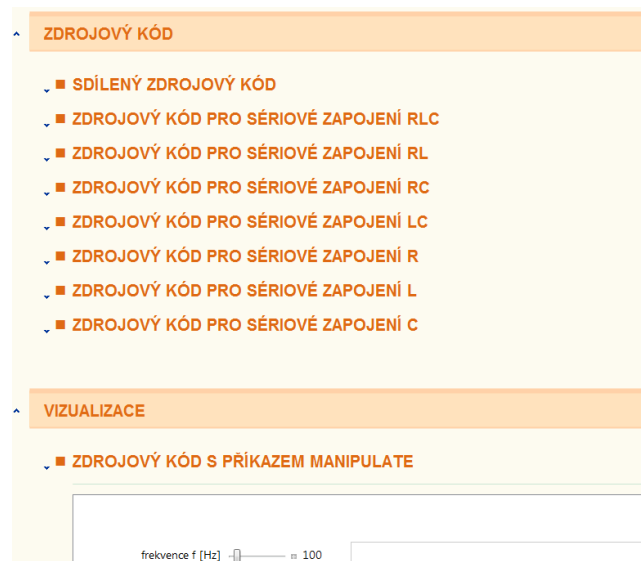 ZDROJOVÝ KÓD
SDÍLENÝ ZDROJOVÝ KÓD
ZDROJOVÝ KÓD PRO SÉRIOVÉ ZAPOJENÍ RLC
ZDROJOVÝ KÓD PRO SÉRIOVÉ ZAPOJENÍ RL
ZDROJOVÝ KÓD PRO SÉRIOVÉ ZAPOJENÍ RC
ZDROJOVÝ KÓD PRO SÉRIOVÉ ZAPOJENÍ LC
ZDROJOVÝ KÓD PRO SÉRIOVÉ ZAPOJENÍ R
ZDROJOVÝ KÓD PRO SÉRIOVÉ ZAPOJENÍ L
ZDROJOVÝ KÓD PRO SÉRIOVÉ ZAPOJENÍ C
VIZUALIZACE
ZDROJOVÝ KÓD S PŘÍKAZEM MANIPULATE
frekvence f [Hz] 100